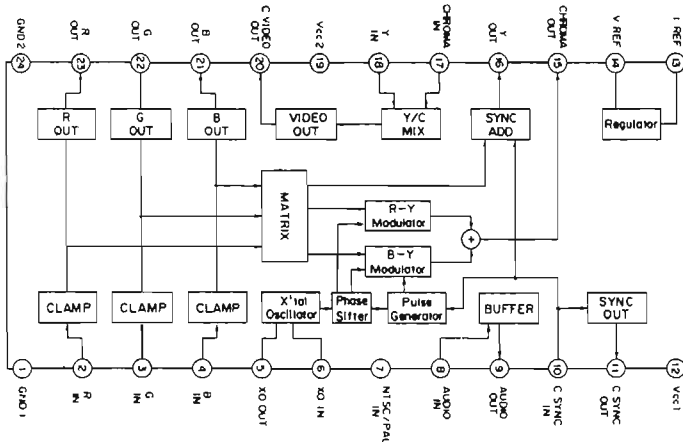 GND 2
R OUT
G OUT
B OUT
C VIDEO OUT
Vcc 2
Y IN
CHROMA IN
Y OUT
CHROMA OUT
V REF
I REF
24
23
22
21
20
19
18
17
16
15
14
13
R OUT
G OUT
B OUT
VIDEO OUT
Y/C MIX
SYNC ADD
Regulator
MATRIX
R-Y Modulator
+
B-Y Modulator
CLAMP
CLAMP
CLAMP
X'tal Oscillator
Phase Sifter
Pulse Generator
BUFFER
SYNC OUT
1
2
3
4
5
6
7
8
9
10
11
12
GND 1
R IN
G IN
B IN
XO OUT
XO IN
NTSC/PAL IN
AUDIO IN
AUDIO OUT
C SYNC IN
C SYNC OUT
Vcc 1